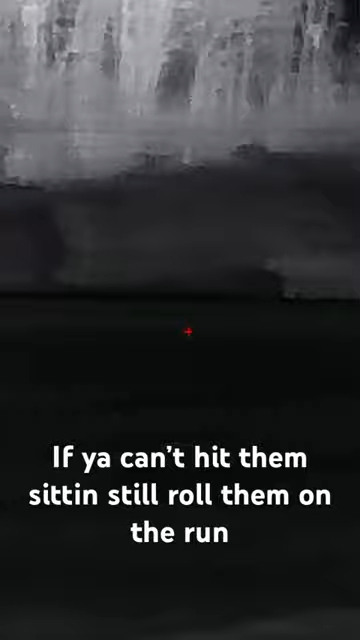 If ya can't hit them
sittin still roll them on
the run